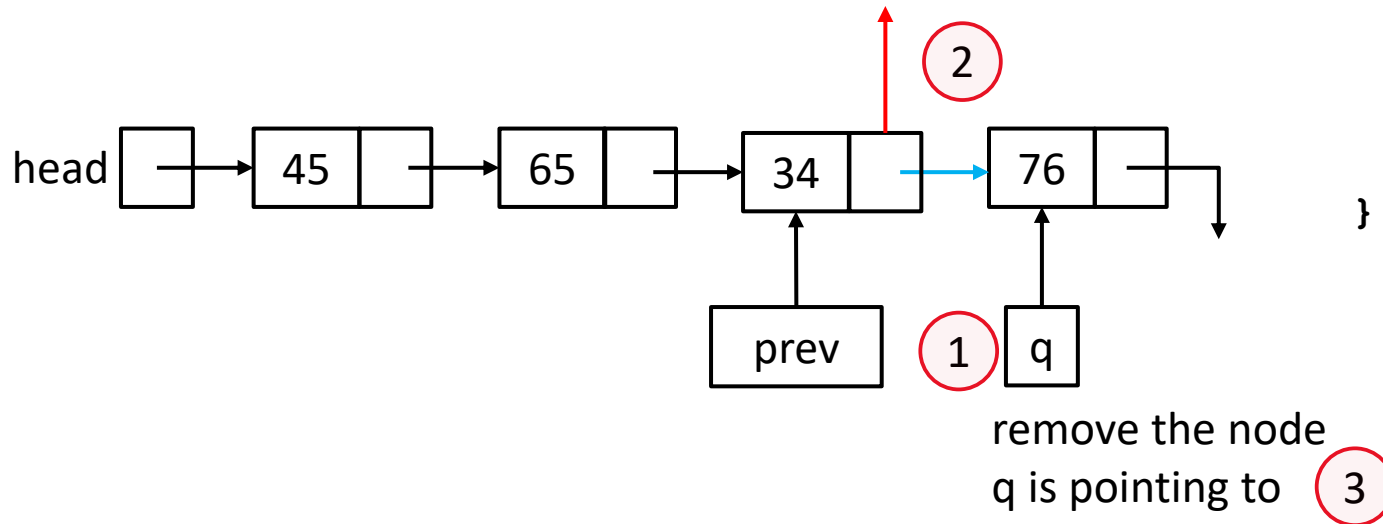 2
head
45
65
34
76
}
prev
1
q
remove the node
q is pointing to 3